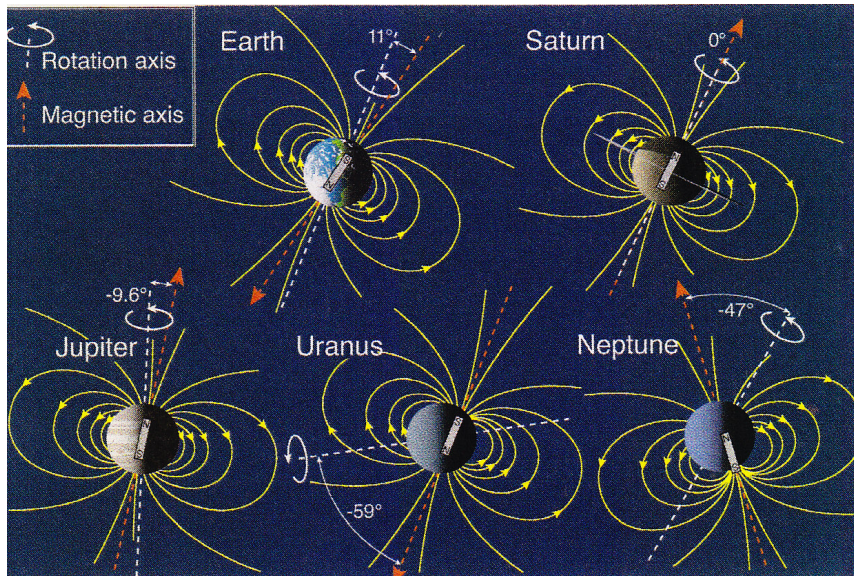 Rotation axis
Magnetic axis
Earth
11°
Saturn
0°
Jupiter
-9.6°
Uranus
-59°
Neptune
-47°